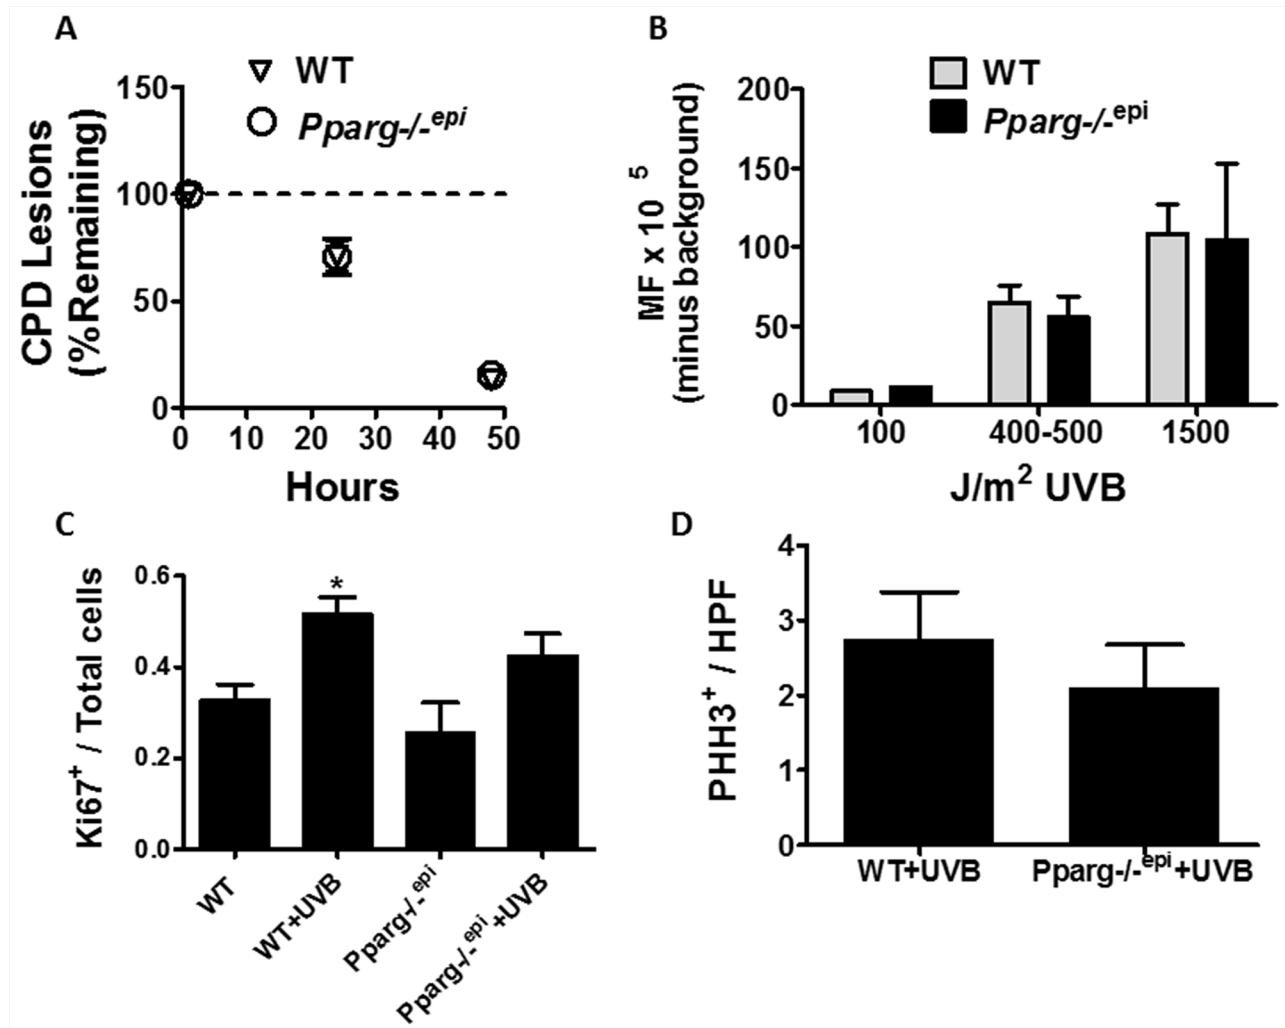 A
WT
Pparg-/-epi
CPD Lesions
(%Remaining)
150
100
50
0
0 10 20 30 40 50
Hours
B
WT
Pparg-/-epi
MF x 10 5
(minus background)
200
150
100
50
0
100 400-500 1500
J/m2 UVB
C
Ki67+ / Total cells
0.6
0.4
0.2
0.0
*
WT
WT+UVB
Pparg-/-epi
Pparg-/-epi+UVB
D
PHH3+ / HPF
4
3
2
1
0
WT+UVB Pparg-/-epi+UVB